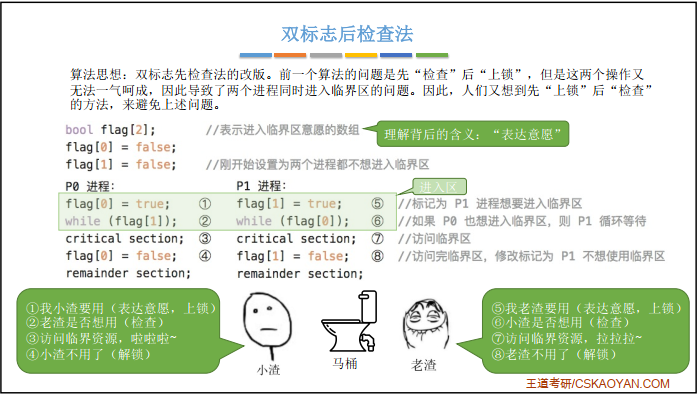 双标志后检查法
算法思想：双标志先检查法的改版。前一个算法的问题是先“检查”后“上锁”，但是这两个操作又
无法一气呵成，因此导致了两个进程同时进入临界区的问题。因此，人们又想到先“上锁”后“检查”
的方法，来避免上述问题。
bool flag[2]; //表示进入临界区意愿的数组
理解背后的含义：“表达意愿”
flag[0] = false;
flag[1] = false; //刚开始设置为两个进程都不想进入临界区
P0 进程： P1 进程： 进入区
flag[0] = true; ① flag[1] = true; ⑤ //标记为 P1 进程想要进入临界区
while (flag[1]); ② while (flag[0]); ⑥ //如果 P0 也想进入临界区，则 P1 循环等待
critical section; ③ critical section; ⑦ //访问临界区
flag[0] = false; ④ flag[1] = false; ⑧ //访问完临界区，修改标记为 P1 不想使用临界区
remainder section; remainder section;
①我小渣要用（表达意愿，上锁）
②老渣是否想用（检查）
③访问临界资源，啦啦啦~
④小渣不用了（解锁）
小渣
马桶
老渣
⑤我老渣要用（表达意愿，上锁）
⑥小渣是否想用（检查）
⑦访问临界资源，拉拉拉~
⑧老渣不用了（解锁）
王道考研/CSKAOYAN.COM